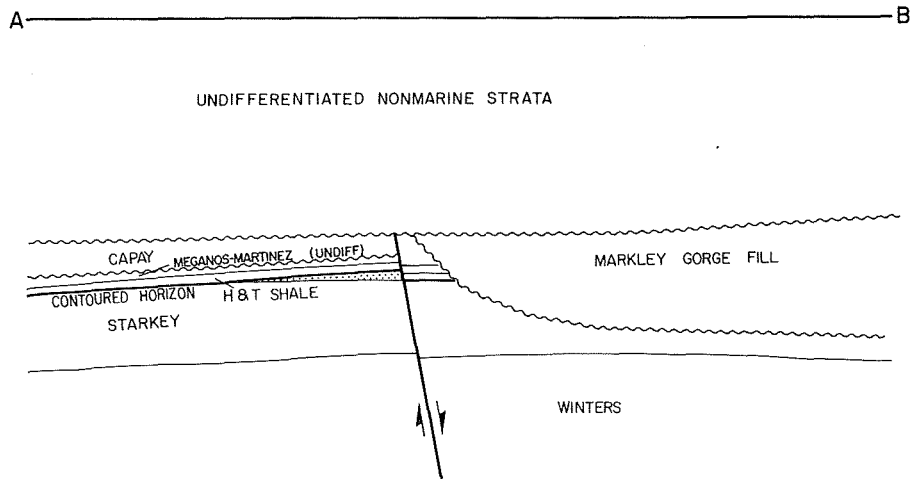 A B
UNDIFFERENTIATED NONMARINE STRATA
CAPAY
MEGANOS-MARTINEZ (UNDIFF)
MARKLEY GORGE FILL
CONTOURED HORIZON
H & T SHALE
STARKEY
WINTERS